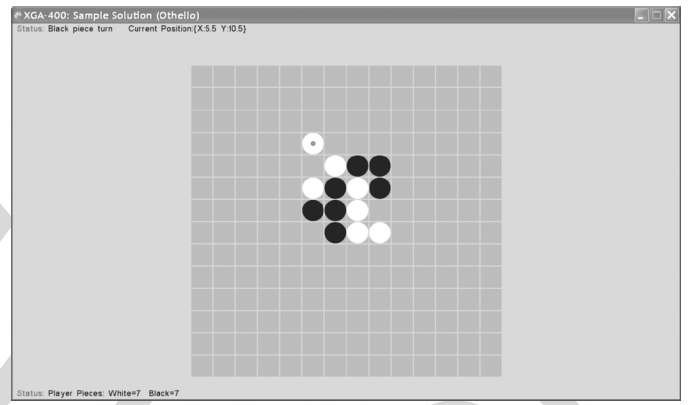 XGA-400: Sample Solution (Othello)
Status: Black piece turn Current Position:{X:5.5 Y:10.5}
Status: Player Pieces: White=7 Black=7